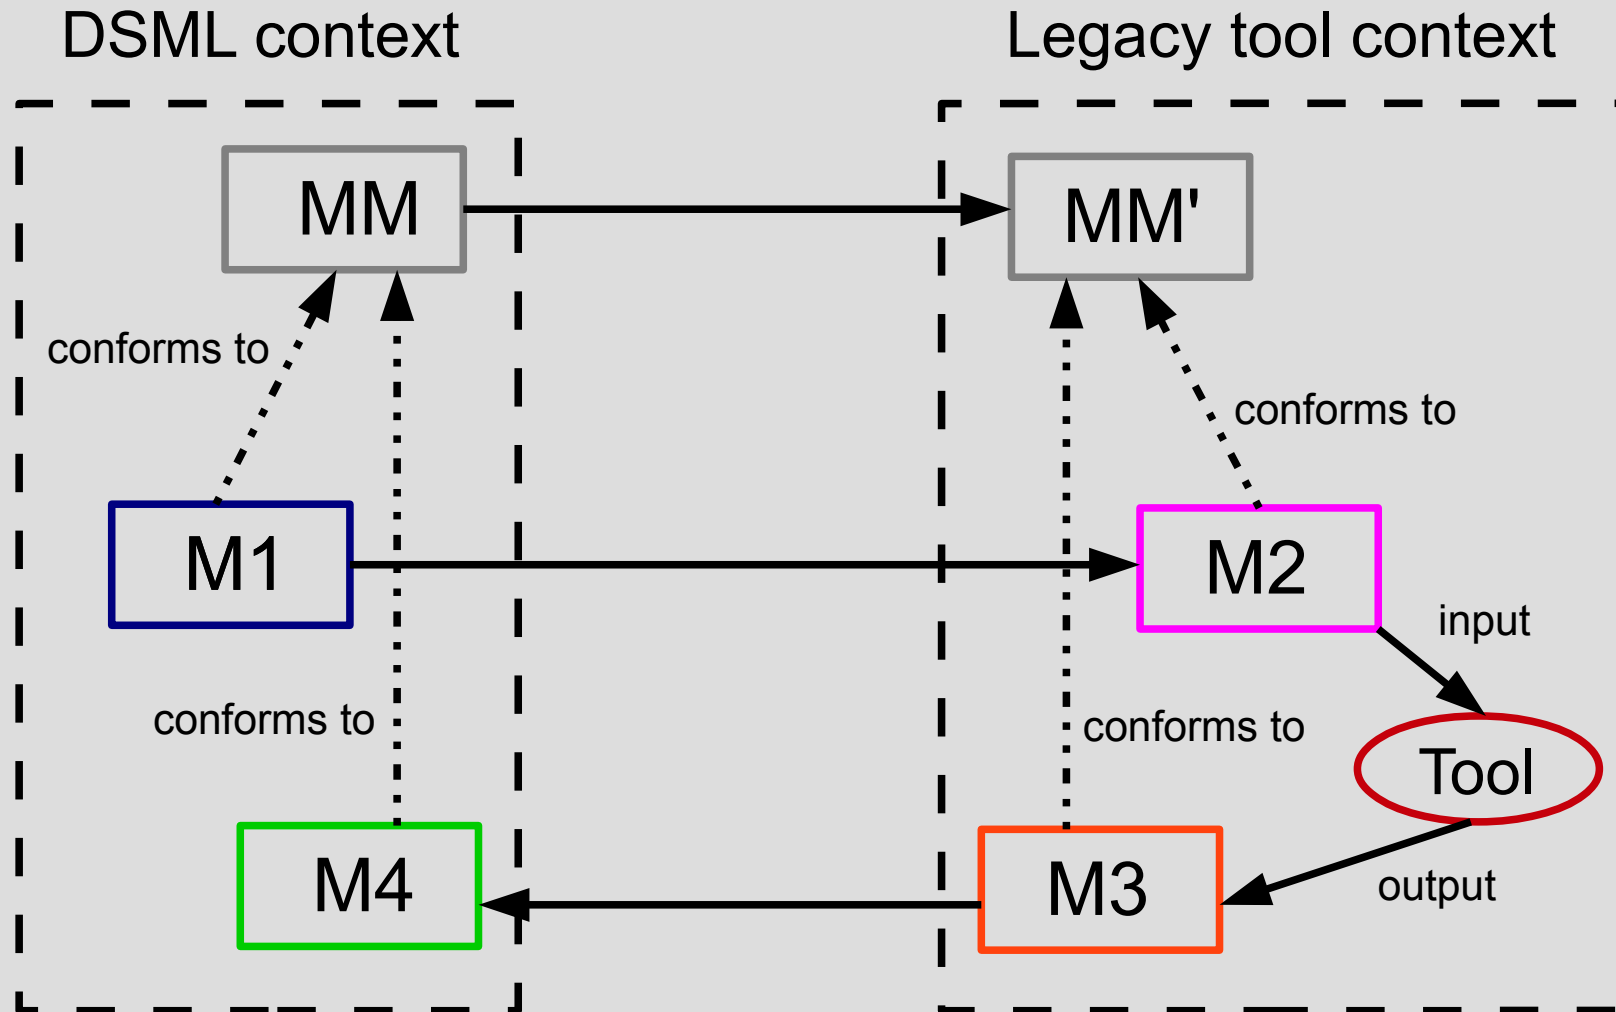 DSML context
Legacy tool context
MM
MM'
conforms to
conforms to
M1
M2
input
conforms to
conforms to
Tool
M4
M3
output